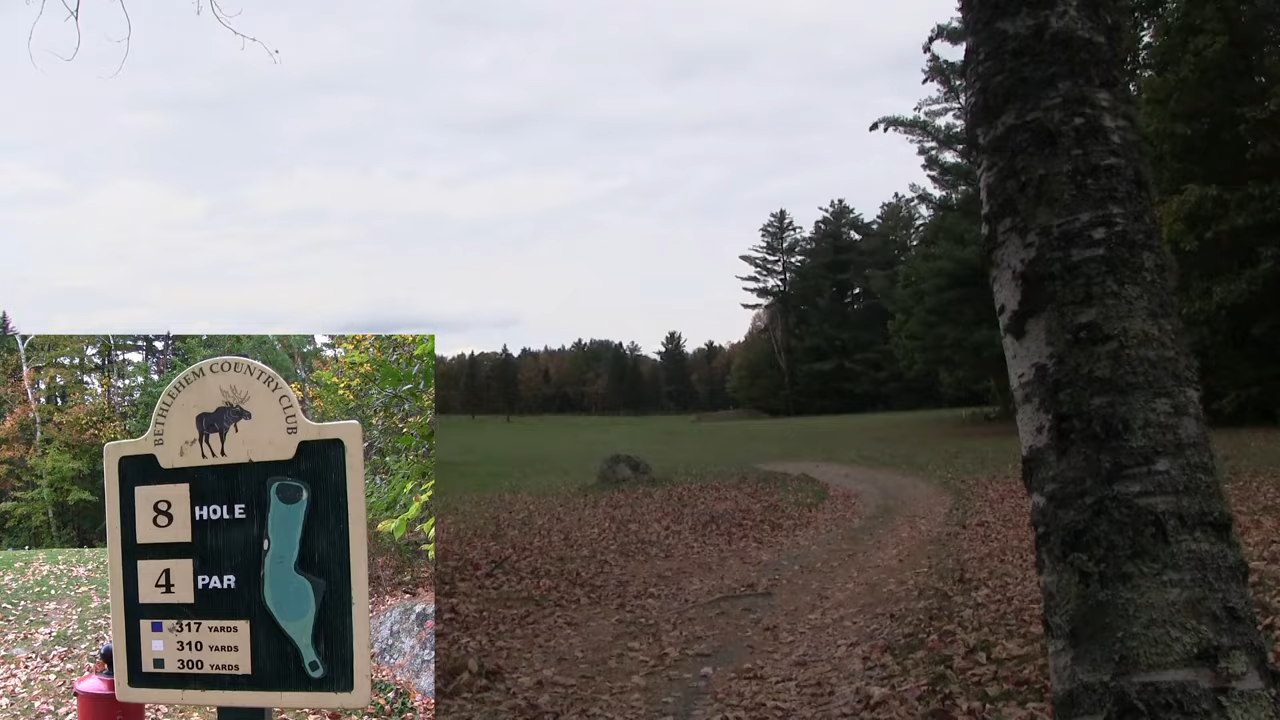 BETHLEHEM COUNTRY CLUB
8 HOLE
4 PAR
317 YARDS
310 YARDS
300 YARDS